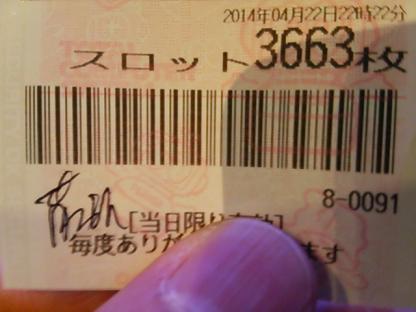 2014年04月22日22時22分
スロット3663枚
8-0091
[当日限り有効]
毎度あり ます